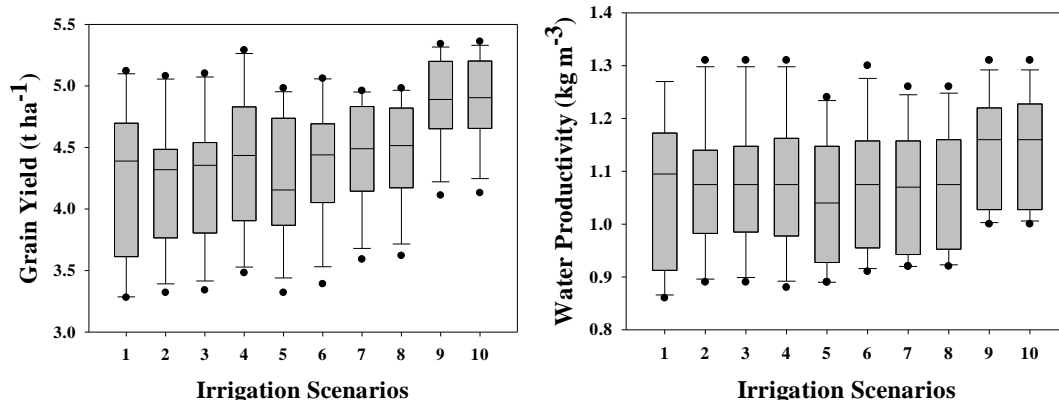 Grain Yield (t ha-1)
5.5
5.0
4.5
4.0
3.5
3.0
1 2 3 4 5 6 7 8 9 10
Irrigation Scenarios
Water Productivity (kg m-3)
1.4
1.3
1.2
1.1
1.0
0.9
0.8
1 2 3 4 5 6 7 8 9 10
Irrigation Scenarios